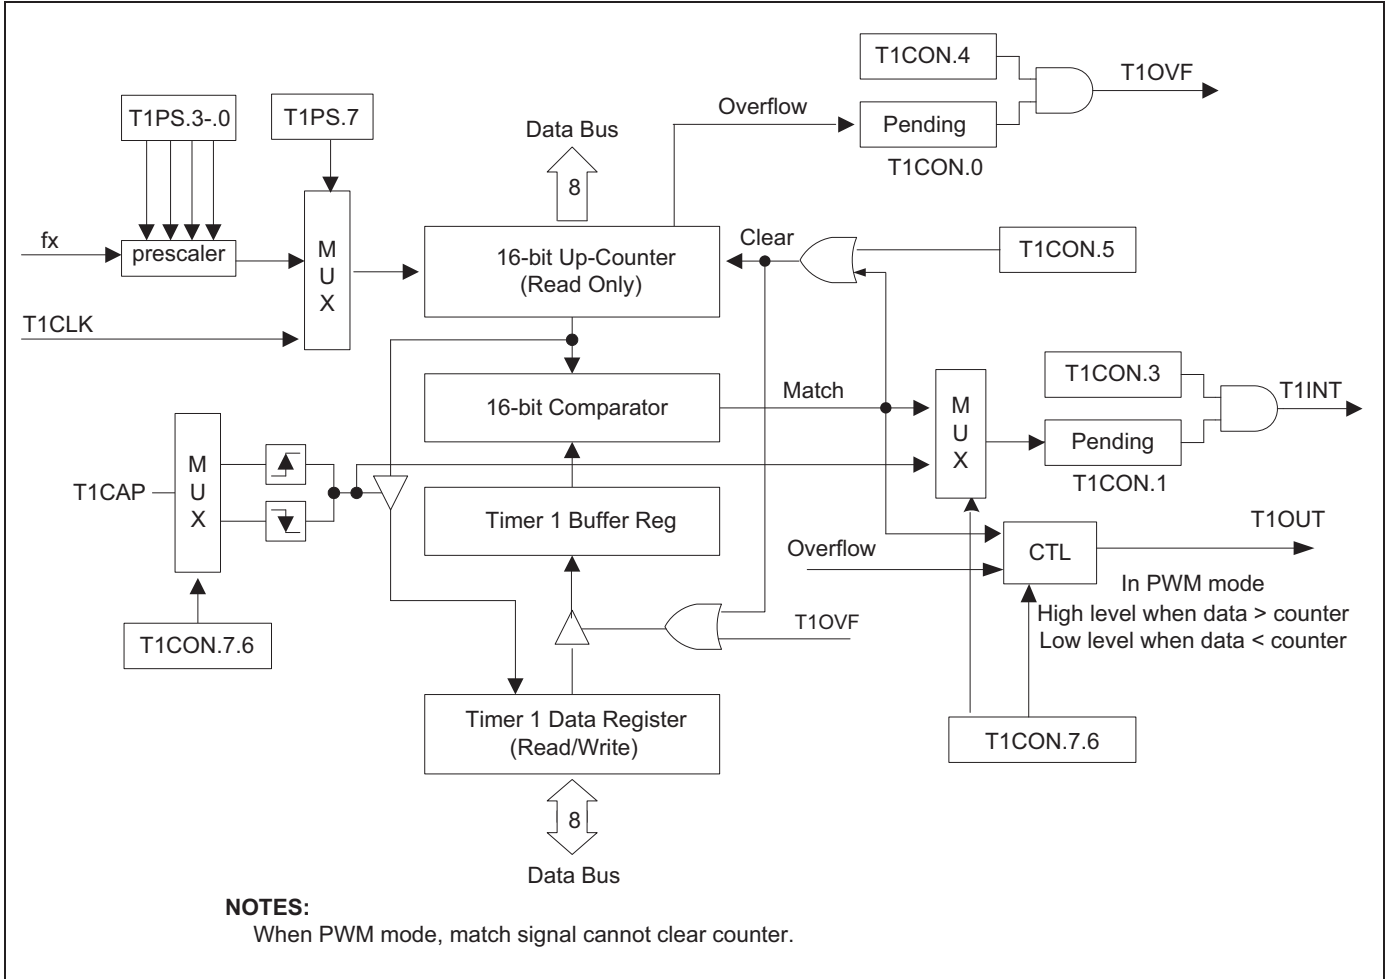 T1CON.4
T1OVF
T1PS.3-.0
T1PS.7
Overflow
Pending
Data Bus
T1CON.0
8
M
U
X
fx
prescaler
16-bit Up-Counter
(Read Only)
Clear
T1CON.5
T1CLK
T1CON.3
T1INT
16-bit Comparator
Match
M
U
X
Pending
T1CON.1
T1CAP
M
U
X
Timer 1 Buffer Reg
T1OUT
Overflow
CTL
In PWM mode
High level when data > counter
Low level when data < counter
T1OVF
T1CON.7.6
Timer 1 Data Register
(Read/Write)
T1CON.7.6
8
Data Bus
NOTES:
When PWM mode, match signal cannot clear counter.